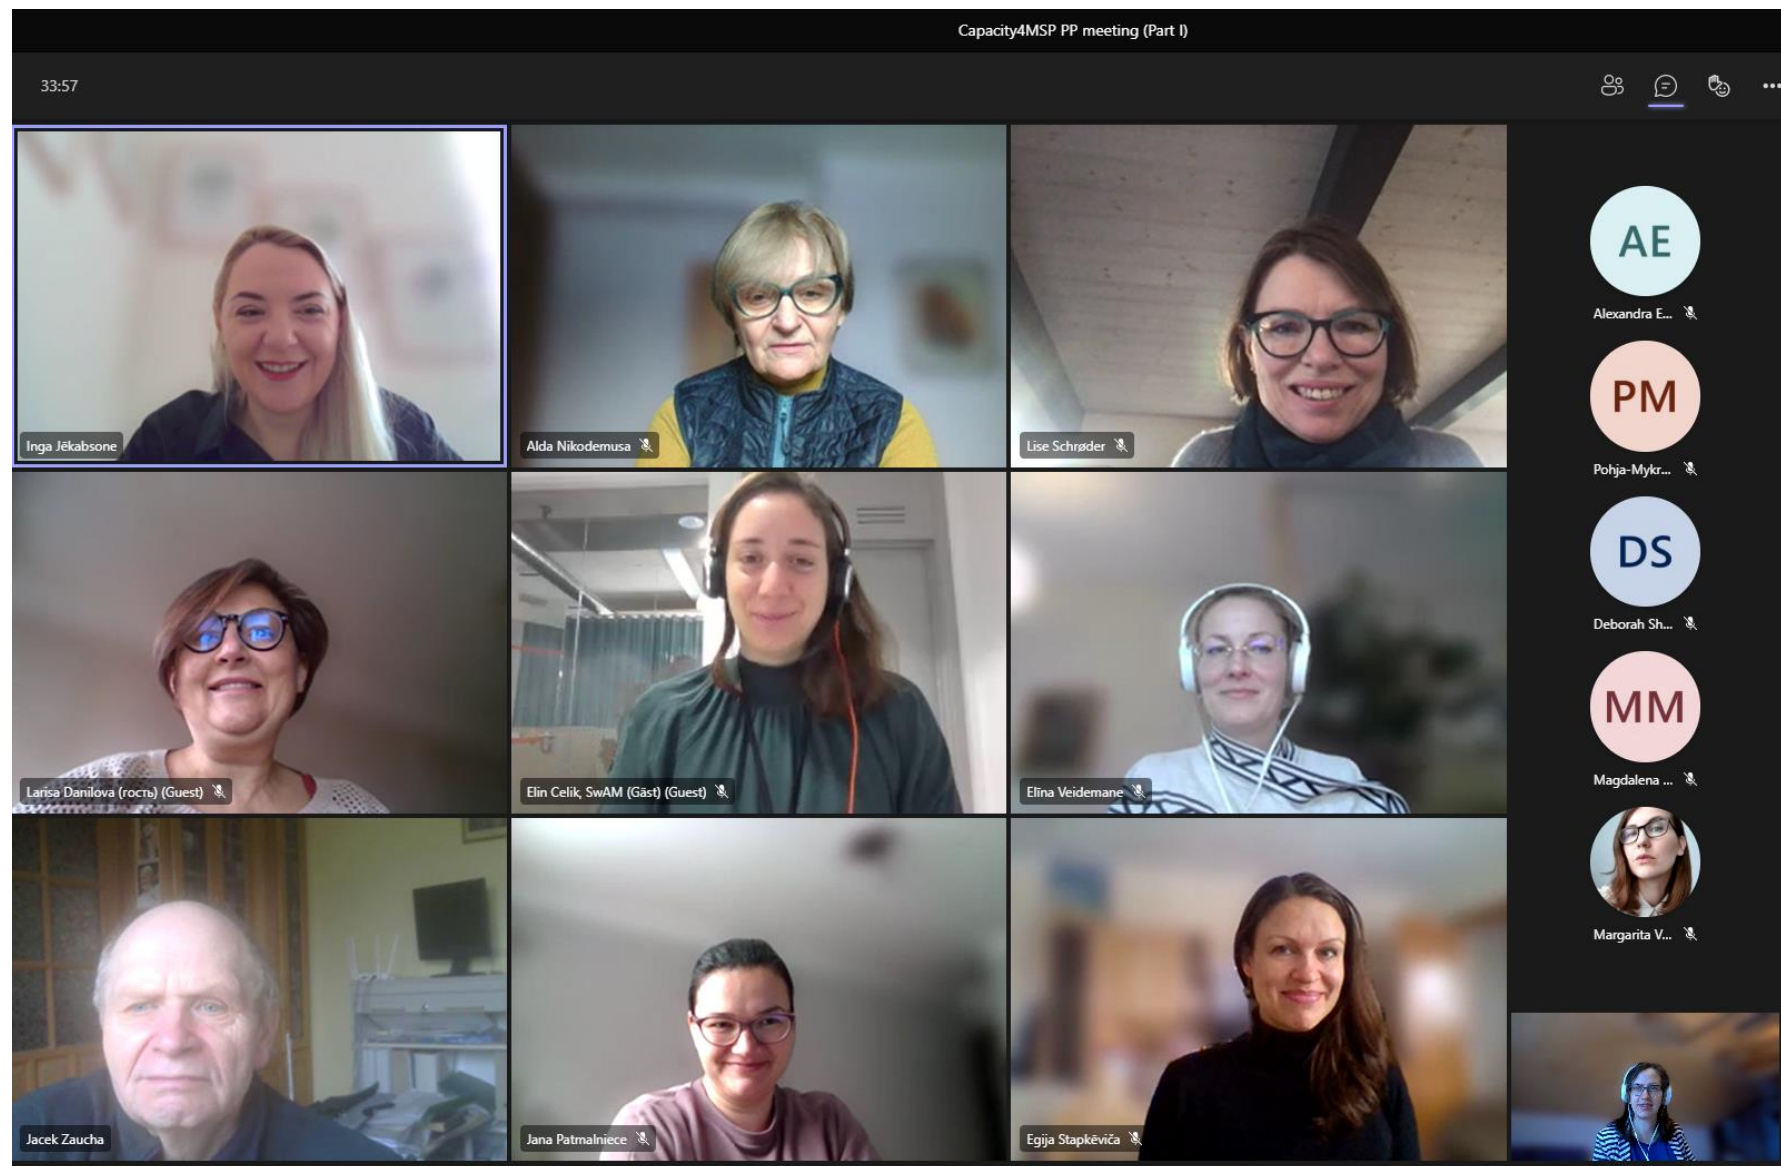 Capacity4MSP PP meeting (Part I)
33:57
Inga Jēkabsone
Alda Nikodemusa
Lise Schrøder
AE
Alexandra E...
PM
Pohja-Mykr...
DS
Deborah Sh...
MM
Magdalena ...
Margarita V...
Larisa Danilova (гость) (Guest)
Elin Celik, SwAM (Gäst) (Guest)
Elīna Veidemane
Jacek Zaucha
Jana Patmalniece
Egija Stapkēviča